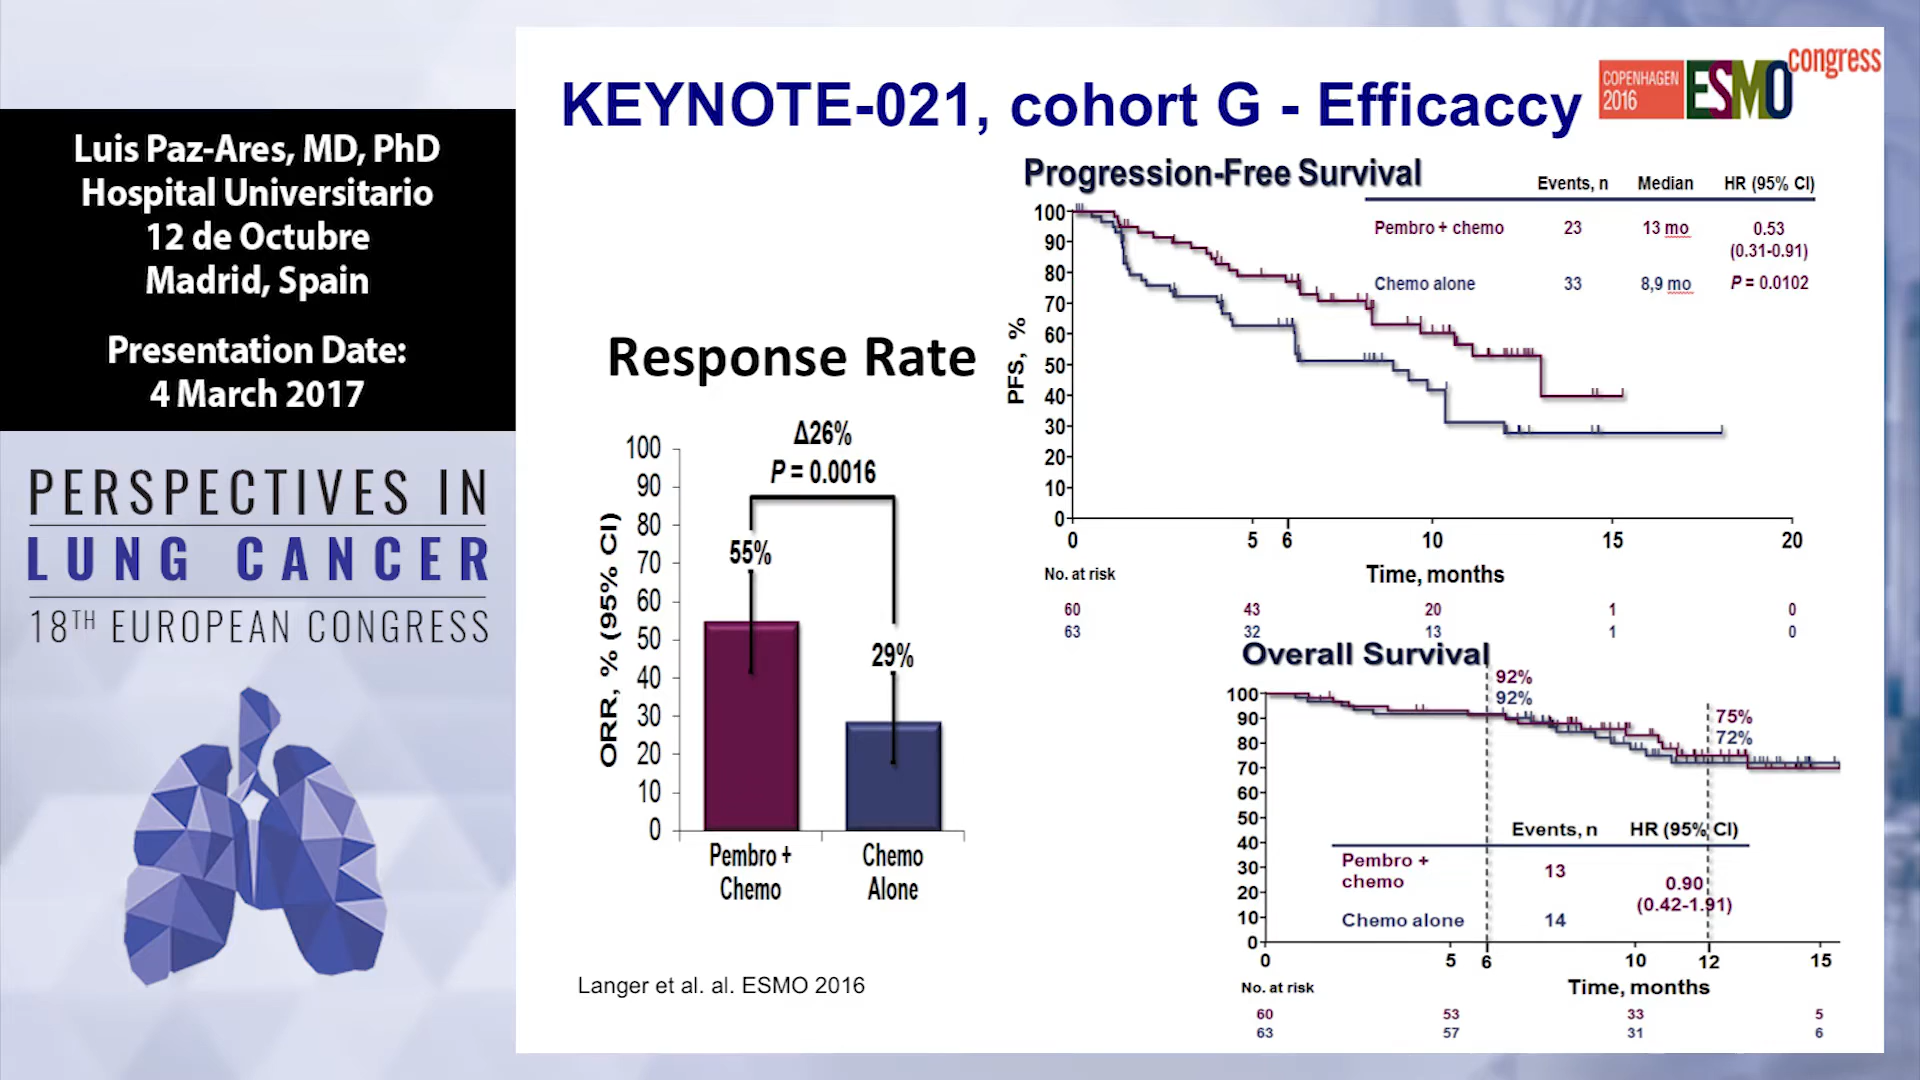 Luis Paz-Ares, MD, PhD
Hospital Universitario
12 de Octubre
Madrid, Spain
Presentation Date:
4 March 2017
PERSPECTIVES IN
LUNG CANCER
18TH EUROPEAN CONGRESS
KEYNOTE-021, cohort G - Efficaccy
COPENHAGEN
2016
ESMO congress
Response Rate
Δ26%
P = 0.0016
55%
29%
ORR, % (95% CI)
100
90
80
70
60
50
40
30
20
10
0
Pembro +
Chemo
Chemo
Alone
Langer et al. al. ESMO 2016
Progression-Free Survival
Events, n Median HR (95% CI)
Pembro + chemo 23 13 mo 0.53
(0.31-0.91)
Chemo alone 33 8,9 mo P = 0.0102
PFS, %
100
90
80
70
60
50
40
30
20
10
0
0 5 6 10 15 20
No. at risk Time, months
60 43 20 1 0
63 32 13 1 0
Overall Survival
92%
92%
75%
72%
100
90
80
70
60
50
40
30
20
10
0
Events, n HR (95% CI)
Pembro +
chemo 13
0.90
(0.42-1.91)
Chemo alone 14
0 5 6 10 12 15
No. at risk Time, months
60 53 33 5
63 57 31 6